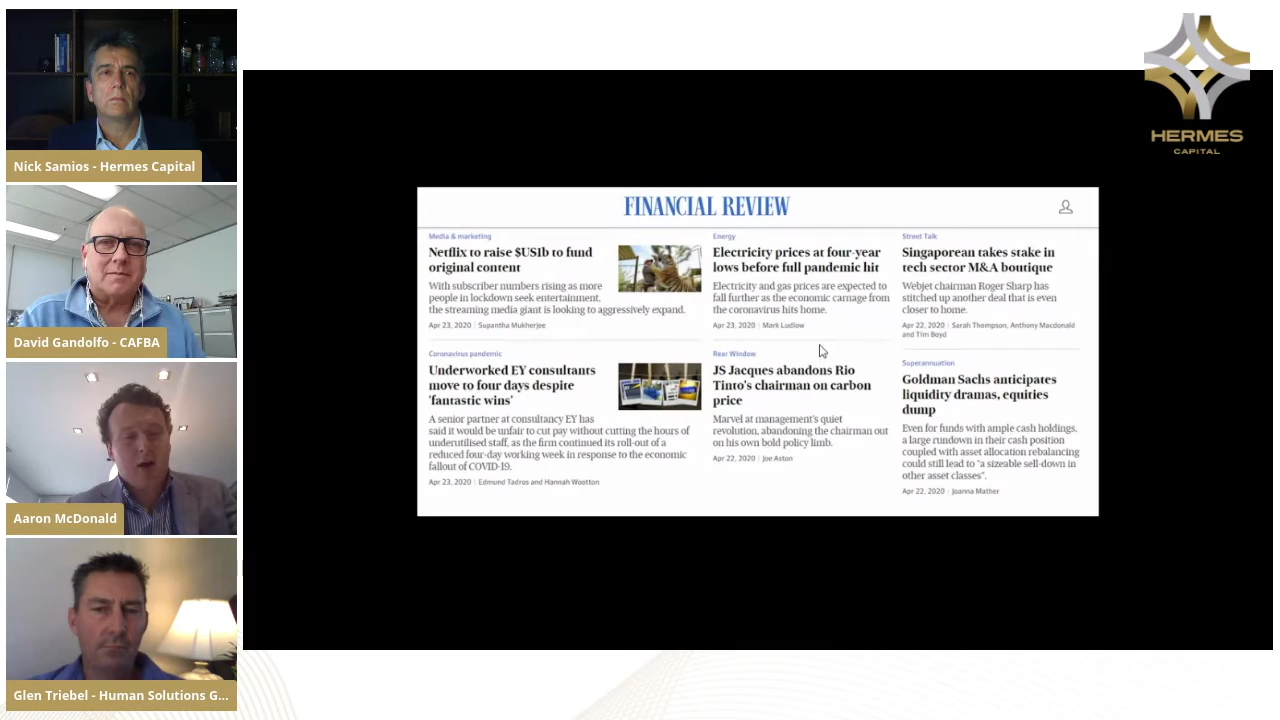 Nick Samios - Hermes Capital
David Gandolfo - CAFBA
Aaron McDonald
Glen Triebel - Human Solutions G...
HERMES
CAPITAL
FINANCIAL REVIEW
Media & marketing
Netflix to raise $US1b to fund
original content
With subscriber numbers rising as more
people in lockdown seek entertainment,
the streaming media giant is looking to aggressively expand.
Apr 23, 2020 | Supantha Mukherjee
Coronavirus pandemic
Underworked EY consultants
move to four days despite
'fantastic wins'
A senior partner at consultancy EY has
said it would be unfair to cut pay without cutting the hours of
underutilised staff, as the firm continued its roll-out of a
reduced four-day working week in response to the economic
fallout of COVID-19.
Apr 23, 2020 | Edmund Tadros and Hannah Wootton
Energy
Electricity prices at four-year
lows before full pandemic hit
Electricity and gas prices are expected to
fall further as the economic carnage from
the coronavirus hits home.
Apr 23, 2020 | Mark Ludlow
Rear Window
JS Jacques abandons Rio
Tinto's chairman on carbon
price
Marvel at management's quiet
revolution, abandoning the chairman out
on his own bold policy limb.
Apr 22, 2020 | Joe Aston
Street Talk
Singaporean takes stake in
tech sector M&A boutique
Webjet chairman Roger Sharp has
stitched up another deal that is even
closer to home.
Apr 22, 2020 | Sarah Thompson, Anthony Macdonald
and Tim Boyd
Superannuation
Goldman Sachs anticipates
liquidity dramas, equities
dump
Even for funds with ample cash holdings,
a large rundown in their cash position
coupled with asset allocation rebalancing
could still lead to "a sizeable sell-down in
other asset classes".
Apr 22, 2020 | Joanna Mather